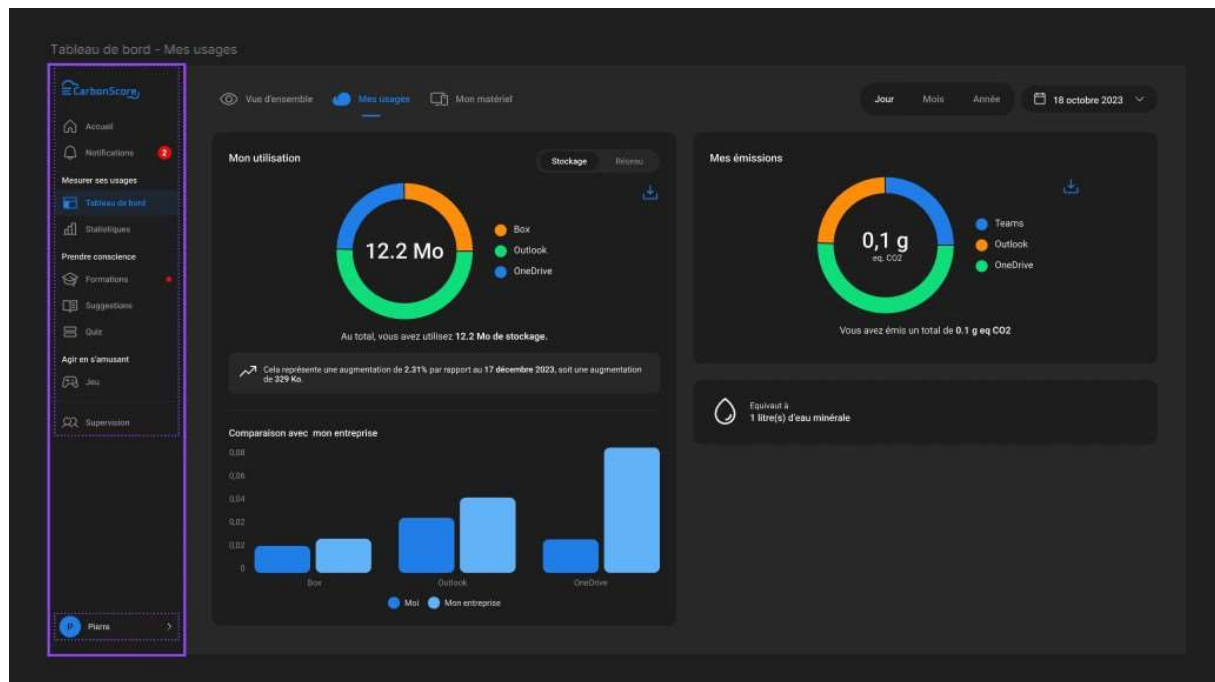 Tableau de bord - Mes usages
CarbonScore
Accueil
Notifications 2
Mesurer ses usages
Tableau de bord
Statistiques
Prendre conscience
Formations
Suggestions
Quiz
Agir en s'amusant
Jeu
Supervision
P Pierre
Vue d'ensemble Mes usages Mon matériel
Jour Mois Année 18 octobre 2023
Mon utilisation
Stockage Réseau
12.2 Mo
Box
Outlook
OneDrive
Au total, vous avez utilisez 12.2 Mo de stockage.
Cela représente une augmentation de 2.31% par rapport au 17 décembre 2023, soit une augmentation
de 329 Ko.
Comparaison avec mon entreprise
0,08
0,06
0,04
0,02
0,02
0
Box Outlook OneDrive
Moi Mon entreprise
Mes émissions
0,1 g
eq. CO2
Teams
Outlook
OneDrive
Vous avez émis un total de 0.1 g eq CO2
Equivaut à
1 litre(s) d'eau minérale